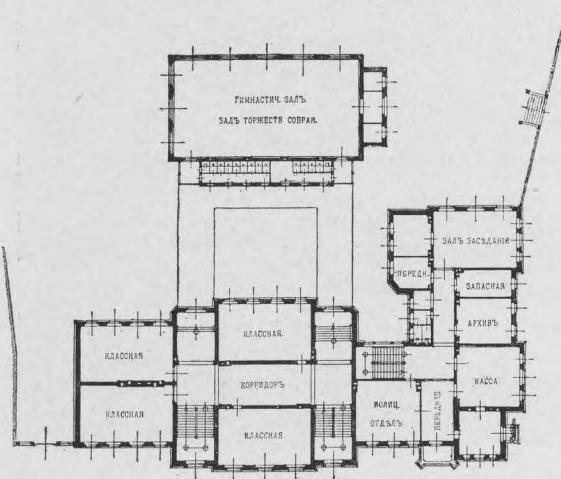 ГИМНАСТИЧ. ЗАЛЪ.
ЗАЛЪ ТОРЖЕСТВ СОБРАН.
ЗАЛЪ ЗАСѢДАНІЙ
ПЕРЕДН.
ЗАПАСНАЯ
АРХИВЪ
КЛАССНАЯ
КЛАССНАЯ.
КОРРИДОРЪ
КАССА
КЛАССНАЯ
КЛАССНАЯ
ПОЛИЦ.
ОТДѢЛЪ
ПЕРЕДНЯЯ